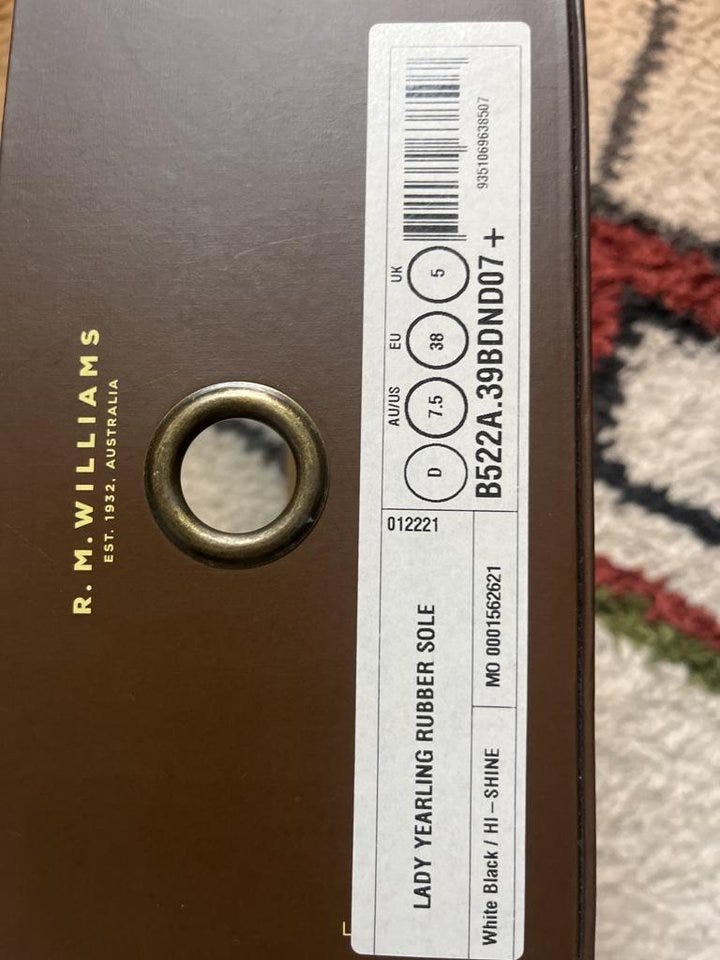 R.M.WILLIAMS
EST. 1932, AUSTRALIA
LADY YEARLING RUBBER SOLE
012221
White Black / HI-SHINE
MO 0001562621
AU/US EU UK
D 7.5 38 5
B522A.39BDND07+
9351069638507